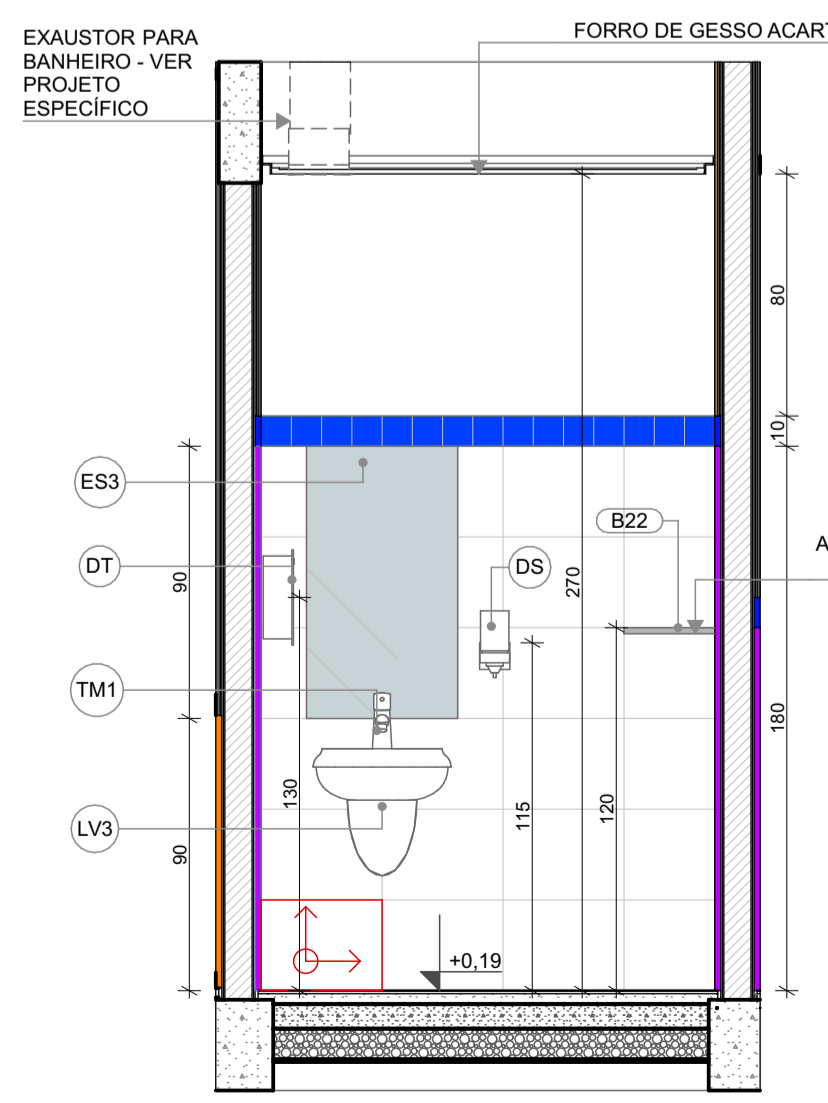 EXAUSTOR PARA
BANHEIRO - VER
PROJETO
ESPECÍFICO
FORRO DE GESSO ACART
80
10
ES3
B22
A
DT
DS
90
270
TM1
180
130
115
120
LV3
90
+0,19